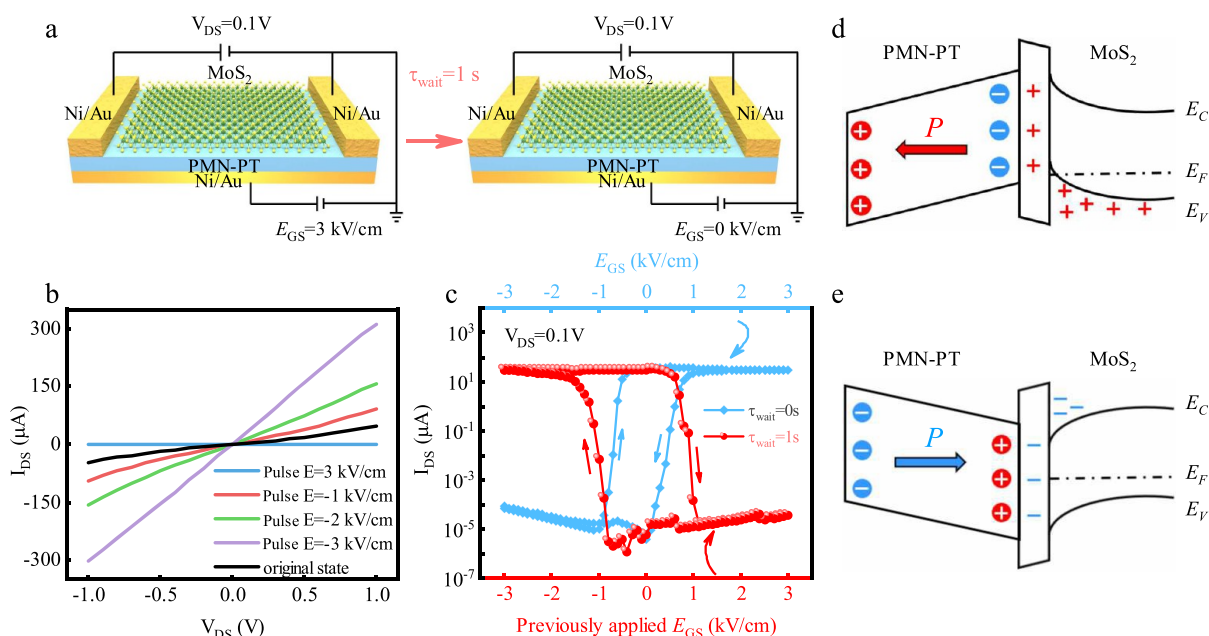 a
V_DS=0.1V
MoS₂
Ni/Au
Ni/Au
PMN-PT
Ni/Au
E_GS=3 kV/cm
τ_wait=1 s
V_DS=0.1V
MoS₂
Ni/Au
Ni/Au
PMN-PT
Ni/Au
E_GS=0 kV/cm
b
300
150
0
-150
-300
I_DS (μA)
-1.0 -0.5 0.0 0.5 1.0
V_DS (V)
Pulse E=3 kV/cm
Pulse E=-1 kV/cm
Pulse E=-2 kV/cm
Pulse E=-3 kV/cm
original state
c
E_GS (kV/cm)
-3 -2 -1 0 1 2 3
V_DS=0.1V
10³
10¹
10⁻¹
10⁻³
10⁻⁵
10⁻⁷
I_DS (μA)
τ_wait=0s
τ_wait=1s
-3 -2 -1 0 1 2 3
Previously applied E_GS (kV/cm)
d
PMN-PT
MoS₂
P
E_C
E_F
E_V
e
PMN-PT
MoS₂
P
E_C
E_F
E_V